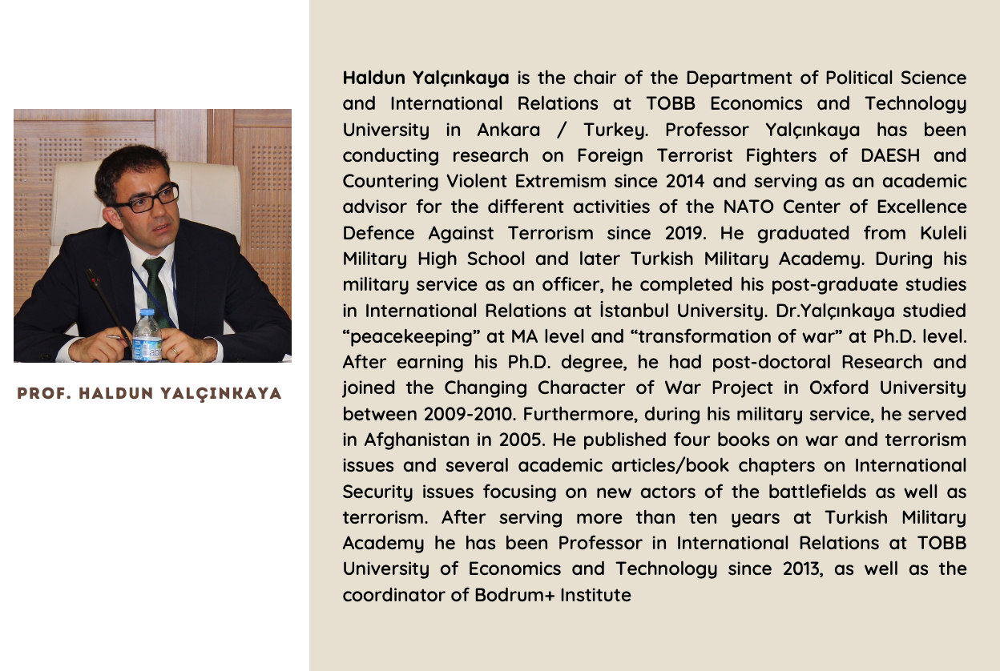 PROF. HALDUN YALÇINKAYA
Haldun Yalçınkaya is the chair of the Department of Political Science
and International Relations at TOBB Economics and Technology
University in Ankara / Turkey. Professor Yalçınkaya has been
conducting research on Foreign Terrorist Fighters of DAESH and
Countering Violent Extremism since 2014 and serving as an academic
advisor for the different activities of the NATO Center of Excellence
Defence Against Terrorism since 2019. He graduated from Kuleli
Military High School and later Turkish Military Academy. During his
military service as an officer, he completed his post-graduate studies
in International Relations at İstanbul University. Dr.Yalçınkaya studied
“peacekeeping” at MA level and “transformation of war” at Ph.D. level.
After earning his Ph.D. degree, he had post-doctoral Research and
joined the Changing Character of War Project in Oxford University
between 2009-2010. Furthermore, during his military service, he served
in Afghanistan in 2005. He published four books on war and terrorism
issues and several academic articles/book chapters on International
Security issues focusing on new actors of the battlefields as well as
terrorism. After serving more than ten years at Turkish Military
Academy he has been Professor in International Relations at TOBB
University of Economics and Technology since 2013, as well as the
coordinator of Bodrum+ Institute